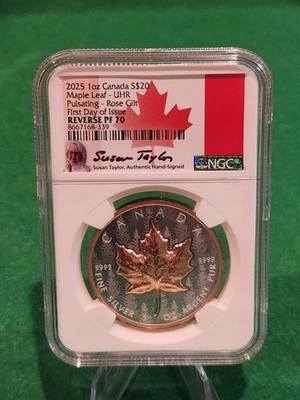 2025 1oz Canada S$20
Maple Leaf - UHR
Pulsating - Rose Gilt
First Day of Issue
REVERSE PF 70
8667168-339
Susan Taylor
Susan Taylor, Authentic Hand-Signed
NGC
CANADA
9999 9999
FINE SILVER 1 OZ ARGENT PUR